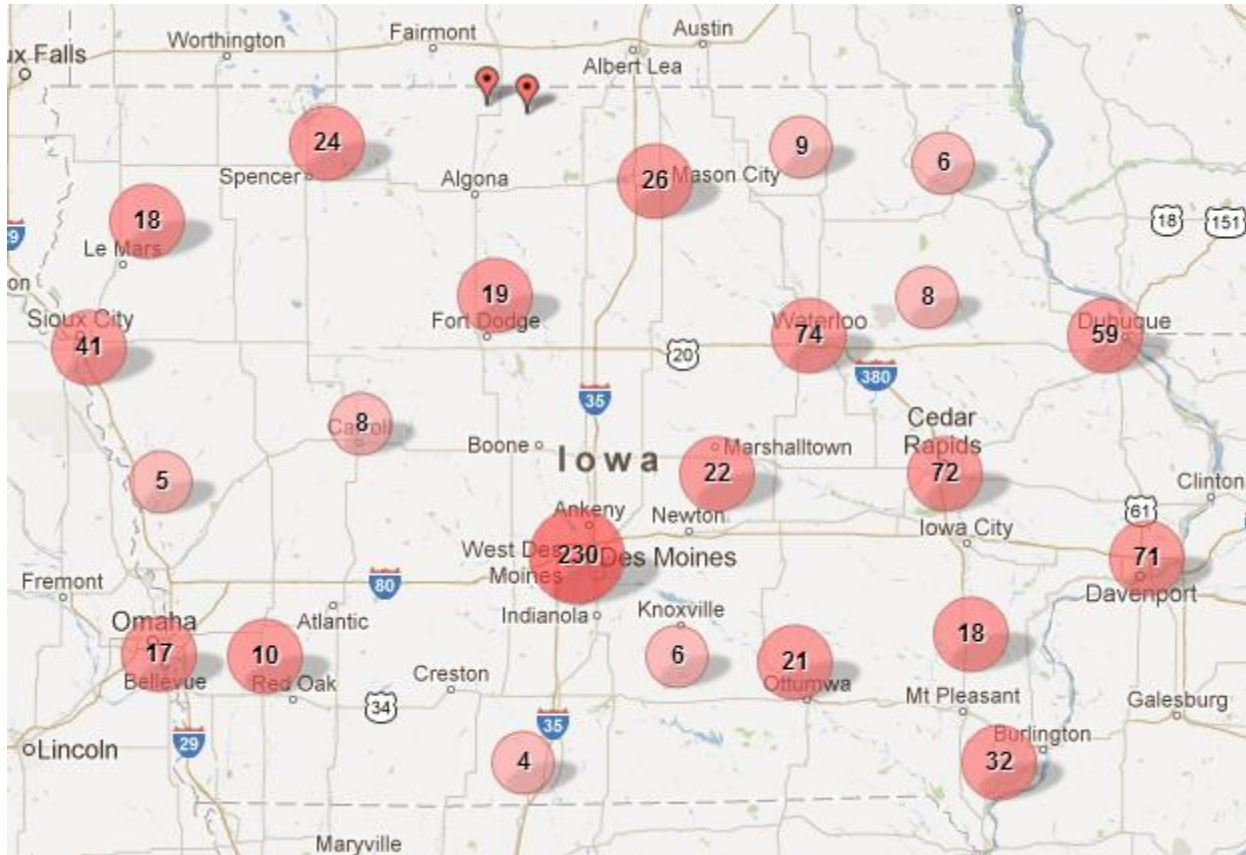 Worthington
Fairmont
Austin
ux Falls
Albert Lea
24
9
6
Spencer
Algona
26
Mason City
18
18
151
9
Le Mars
on
19
8
Sioux City
Fort Dodge
Waterloo
Dubuque
41
74
59
20
380
35
8
Carroll
Cedar
Rapids
Boone
Iowa
Marshalltown
5
22
72
Clinton
Ankeny
Newton
61
Iowa City
West Des
Moines
230
Des Moines
71
Fremont
80
Davenport
Omaha
Atlantic
Indianola
Knoxville
17
10
6
21
18
Bellevue
Red Oak
Creston
Ottumwa
Mt Pleasant
Galesburg
34
35
29
Lincoln
4
32
Burlington
Maryville